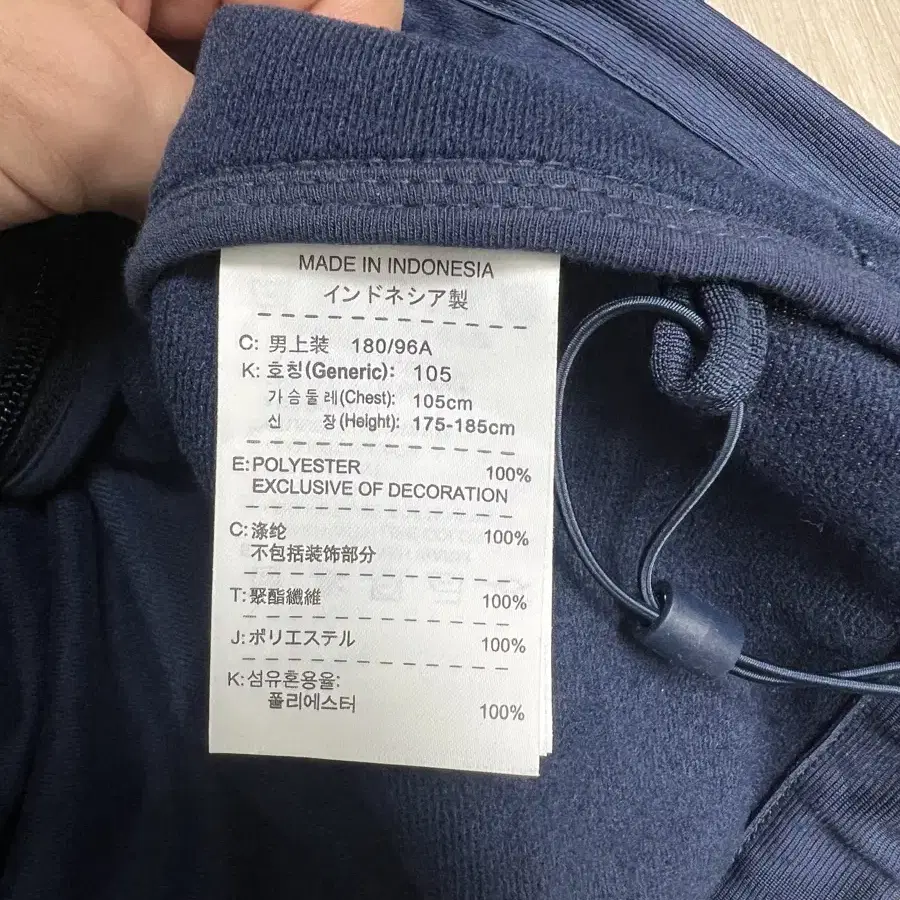 MADE IN INDONESIA
インドネシア製
C: 男上装 180/96A
K: 호칭(Generic): 105
가슴둘레(Chest): 105cm
신 장(Height): 175-185cm
E:POLYESTER 100%
EXCLUSIVE OF DECORATION
C:涤纶 100%
不包括装饰部分
T:聚酯纖維 100%
J:ポリエステル 100%
K:섬유혼용율:
폴리에스터 100%